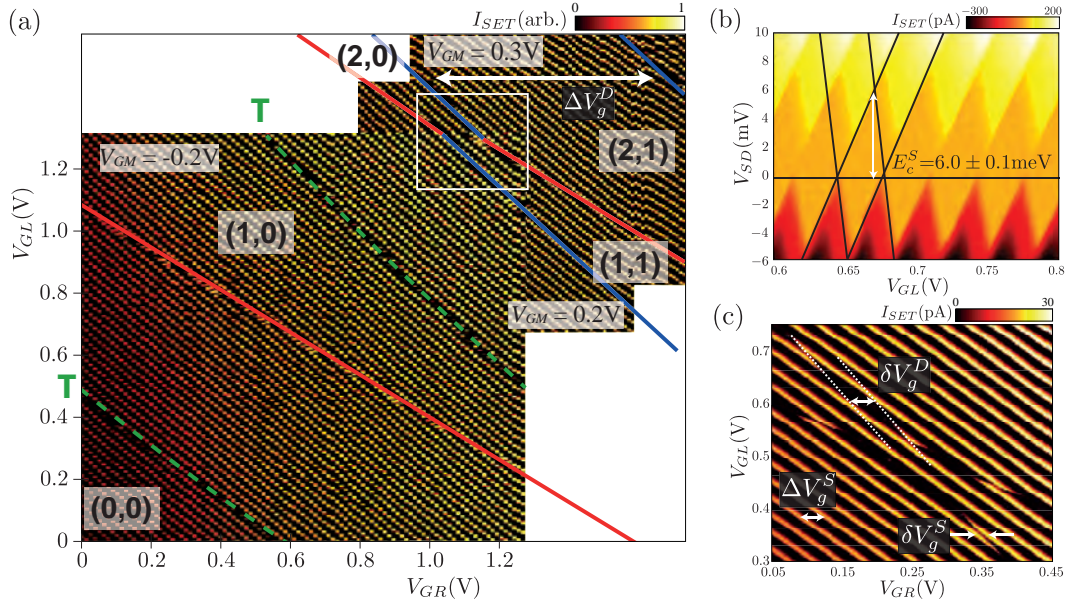 (a)
I_SET(arb.)
0 1
(2,0)
V_GM = 0.3V
T
ΔV_g^D
V_GM = -0.2V
(2,1)
(1,0)
(1,1)
V_GM = 0.2V
T
(0,0)
V_GL(V)
1.2
1.0
0.8
0.6
0.4
0.2
0
0 0.2 0.4 0.6 0.8 1.0 1.2
V_GR(V)
(b)
I_SET(pA)
−300 200
V_SD(mV)
10
8
6
4
2
0
-2
-4
-6
E_c^S=6.0 ± 0.1meV
0.6 0.65 0.7 0.75 0.8
V_GL(V)
(c)
I_SET(pA)
0 30
V_GL(V)
0.7
0.6
0.5
0.4
0.3
δV_g^D
ΔV_g^S
δV_g^S
0.05 0.15 0.25 0.35 0.45
V_GR(V)